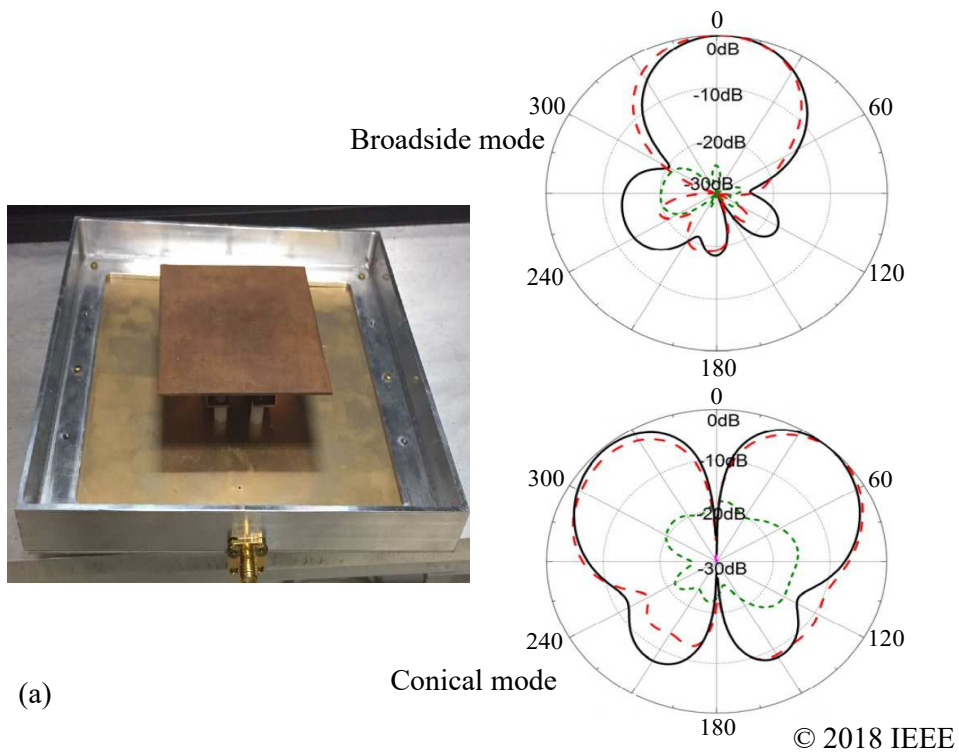 0
0dB
-10dB
-20dB
-30dB
300
60
240
120
180
Broadside mode
0
0dB
-10dB
-20dB
-30dB
300
60
240
120
180
Conical mode
(a)
© 2018 IEEE